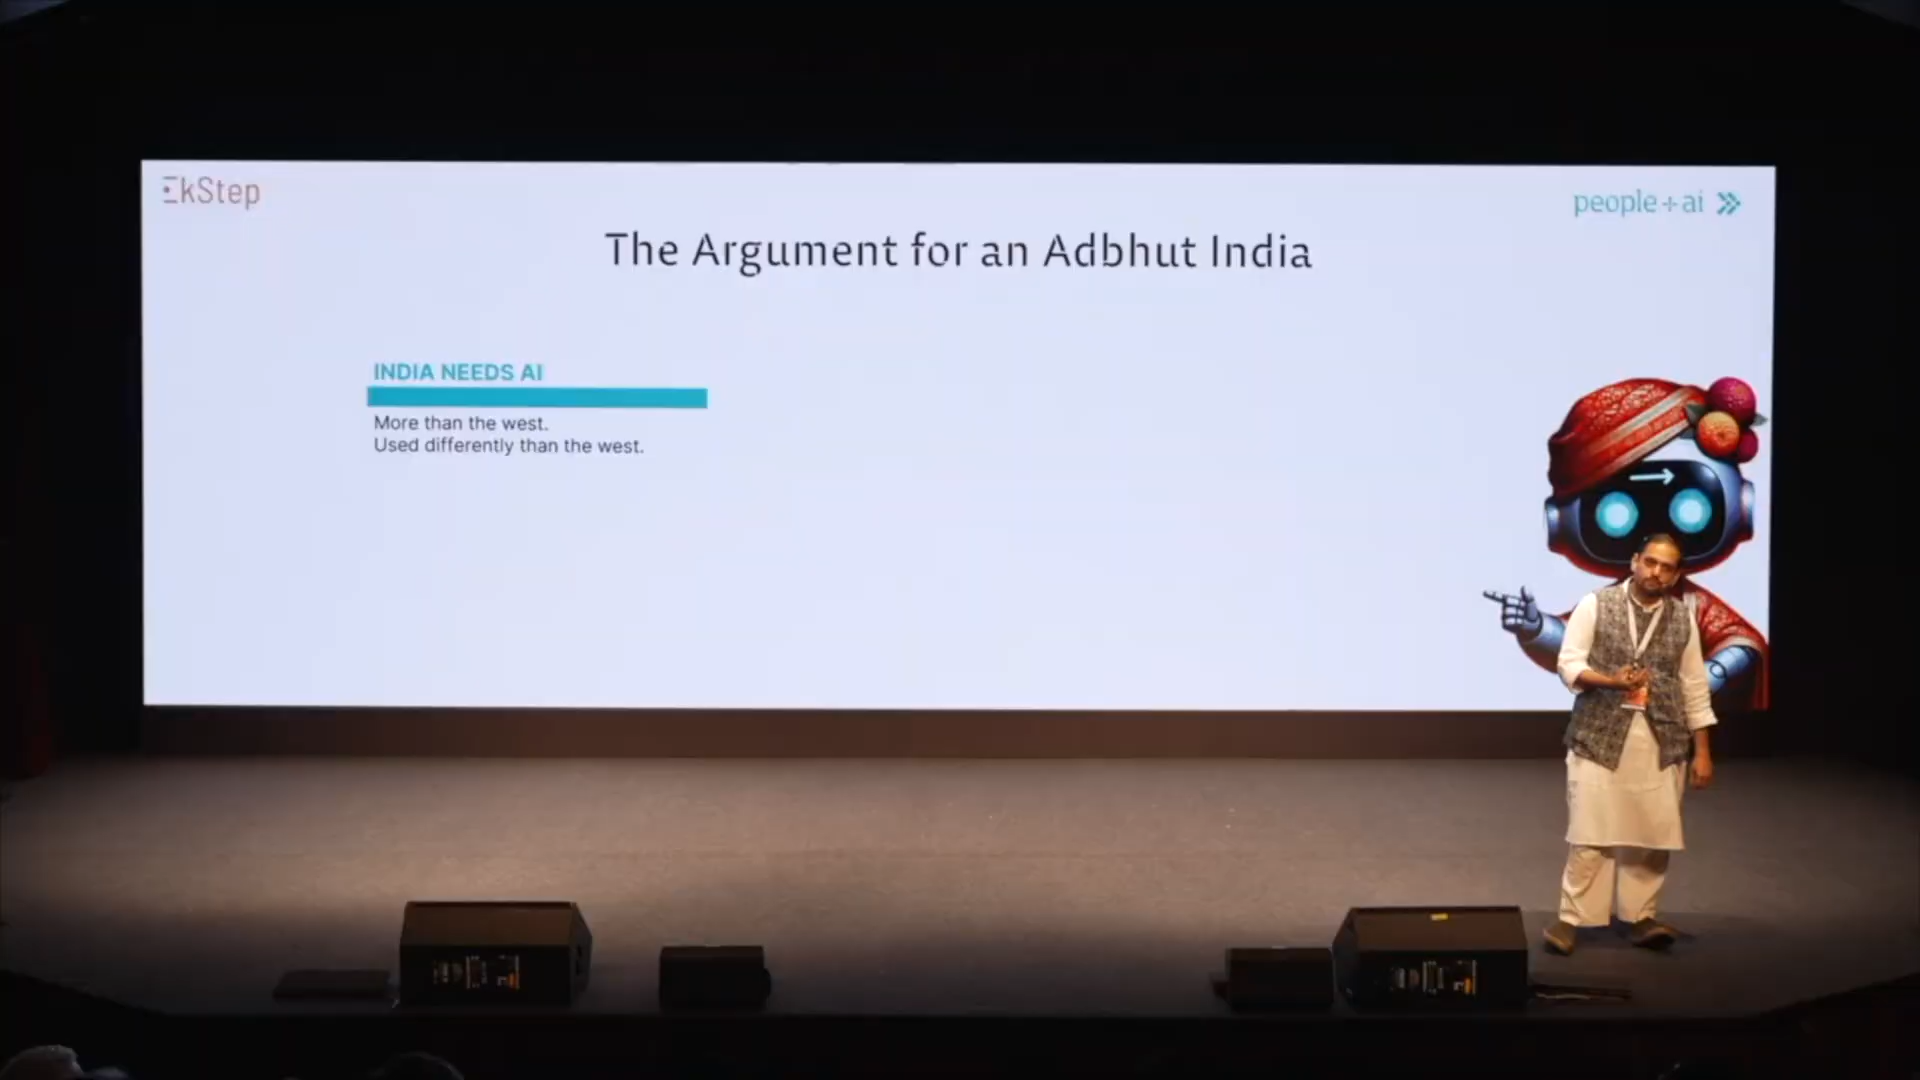 EkStep
people+ai
The Argument for an Adbhut India
INDIA NEEDS AI
More than the west.
Used differently than the west.